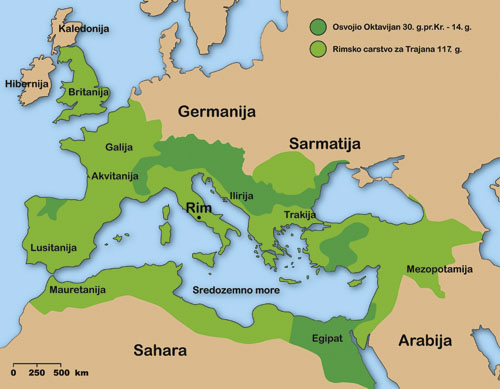 Osvojio Oktavijan 30. g.pr.Kr. - 14. g.
Rimsko carstvo za Trajana 117. g.
Kaledonija
Hibernija
Britanija
Germanija
Sarmatija
Galija
Akvitanija
Ilirija
Rim
Trakija
Lusitanija
Mezopotamija
Mauretanija
Sredozemno more
Egipat
Arabija
Sahara
0 250 500 km